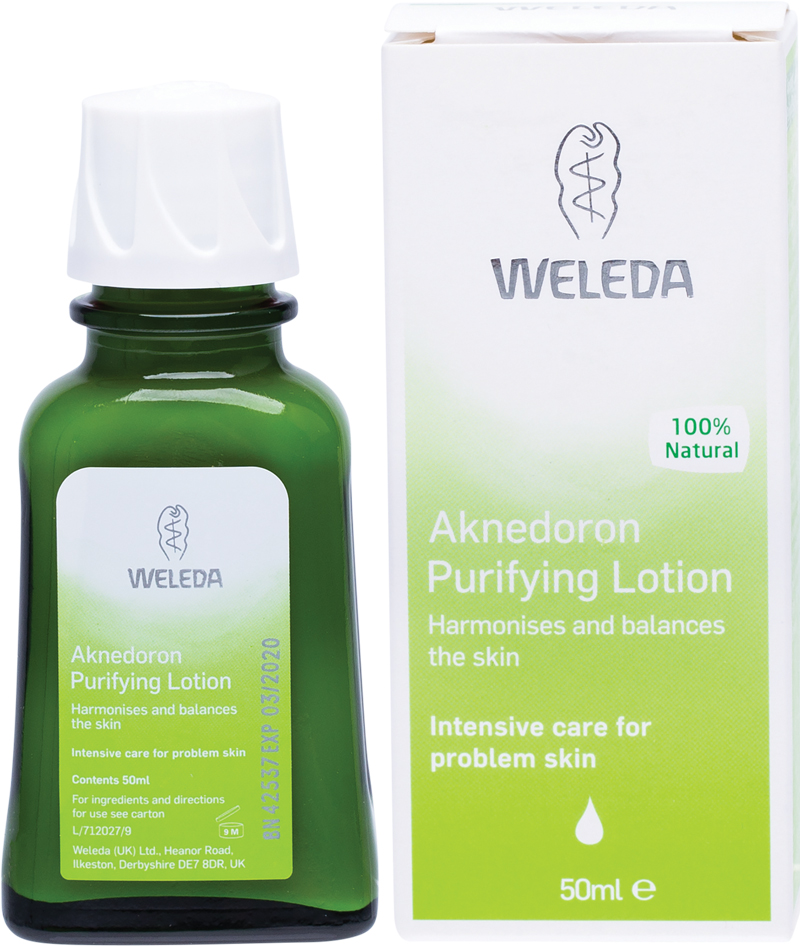 WELEDA
Aknedoron
Purifying Lotion
Harmonises and balances
the skin
Intensive care for problem skin
Contents 50ml
For ingredients and directions
for use see carton
L/712027/9
9 M
Weleda (UK) Ltd., Heanor Road,
Ilkeston, Derbyshire DE7 8DR, UK
BN 42537 EXP 03/2020
WELEDA
100%
Natural
Aknedoron
Purifying Lotion
Harmonises and balances
the skin
Intensive care for
problem skin
50ml ℮